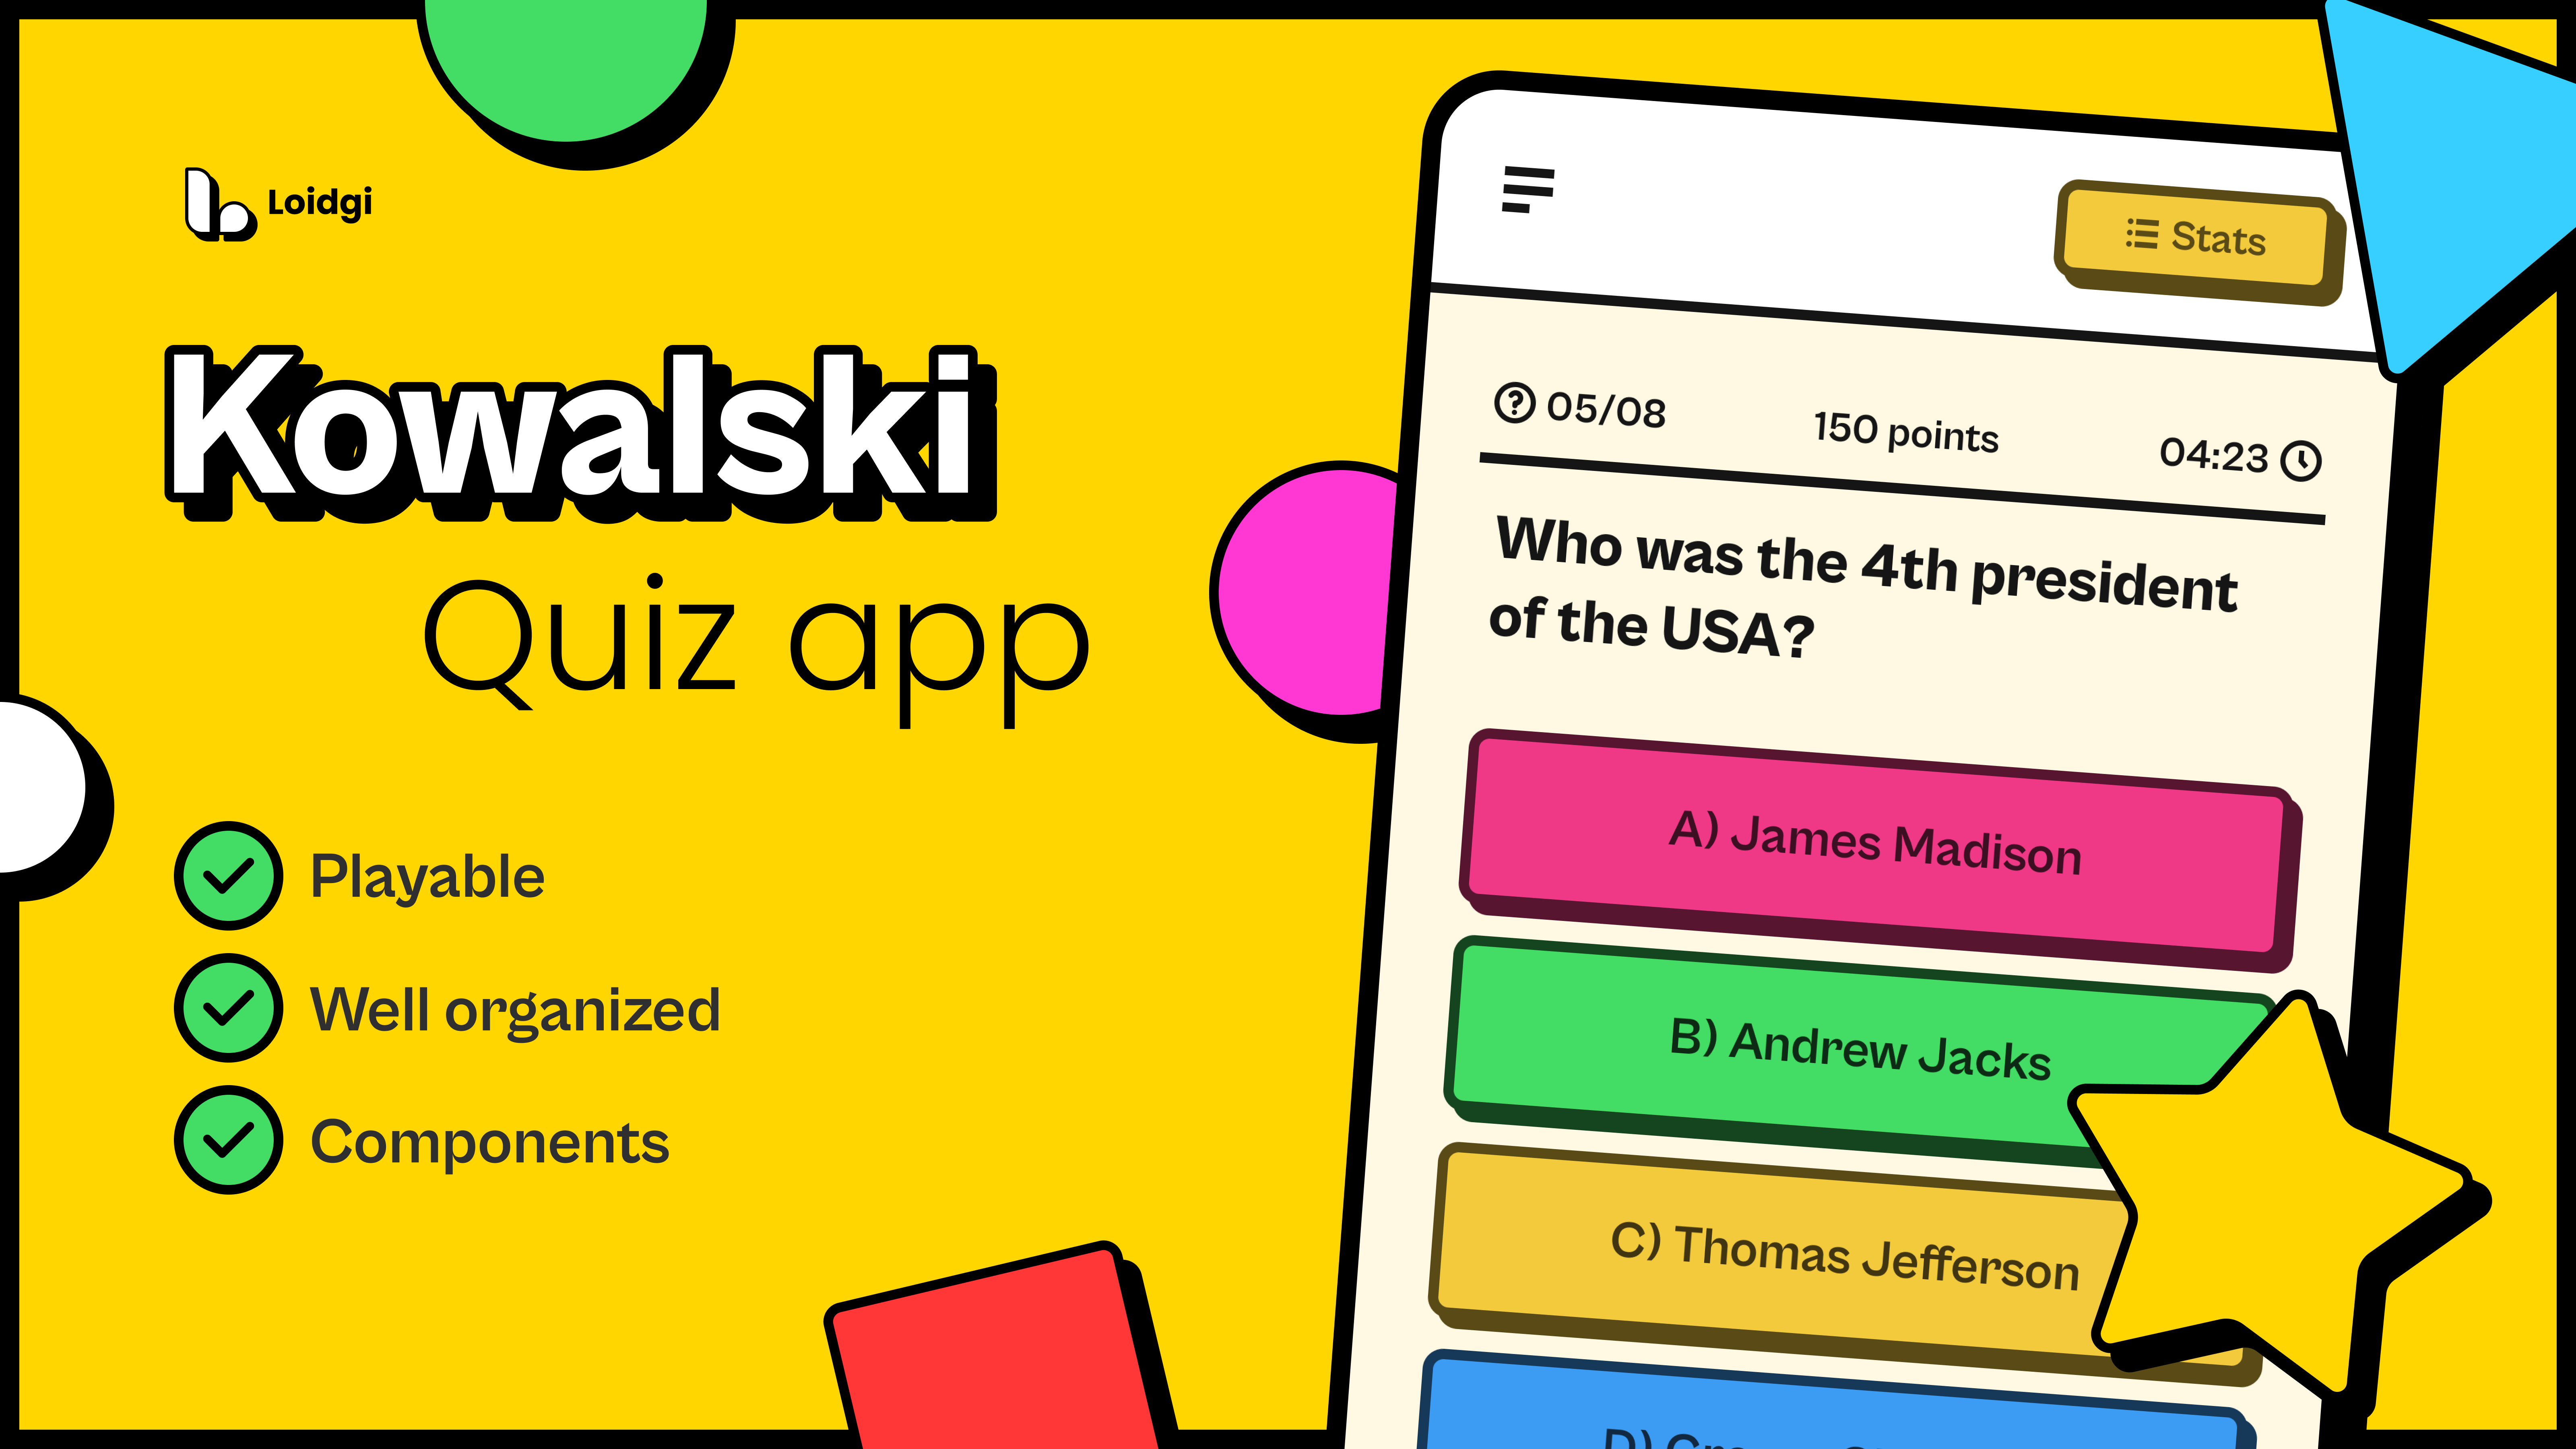 Loidgi
Kowalski
Quiz app
Playable
Well organized
Components
Stats
05/08
150 points
04:23
Who was the 4th president
of the USA?
A) James Madison
B) Andrew Jacks
C) Thomas Jefferson
D)